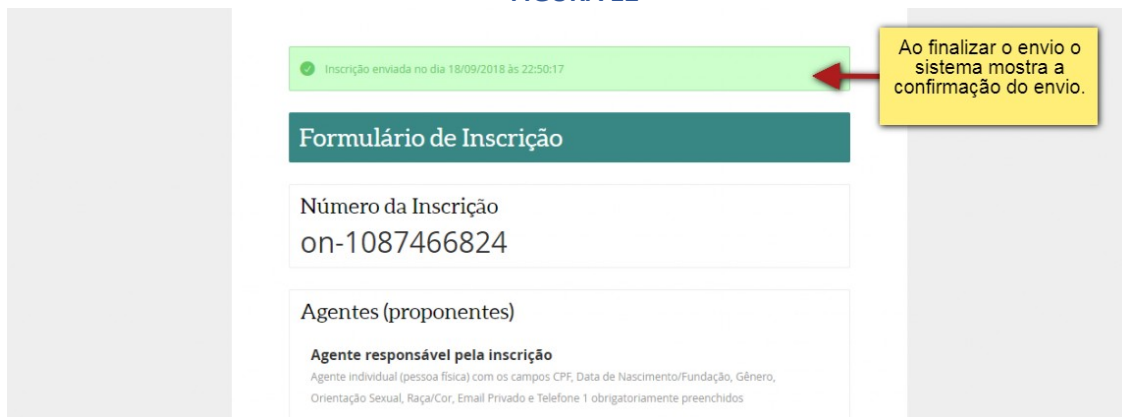 Inscrição enviada no dia 18/09/2018 às 22:50:17
Ao finalizar o envio o
sistema mostra a
confirmação do envio.
Formulário de Inscrição
Número da Inscrição
on-1087466824
Agentes (proponentes)
Agente responsável pela inscrição
Agente individual (pessoa física) com os campos CPF, Data de Nascimento/Fundação, Gênero,
Orientação Sexual, Raça/Cor, Email Privado e Telefone 1 obrigatoriamente preenchidos